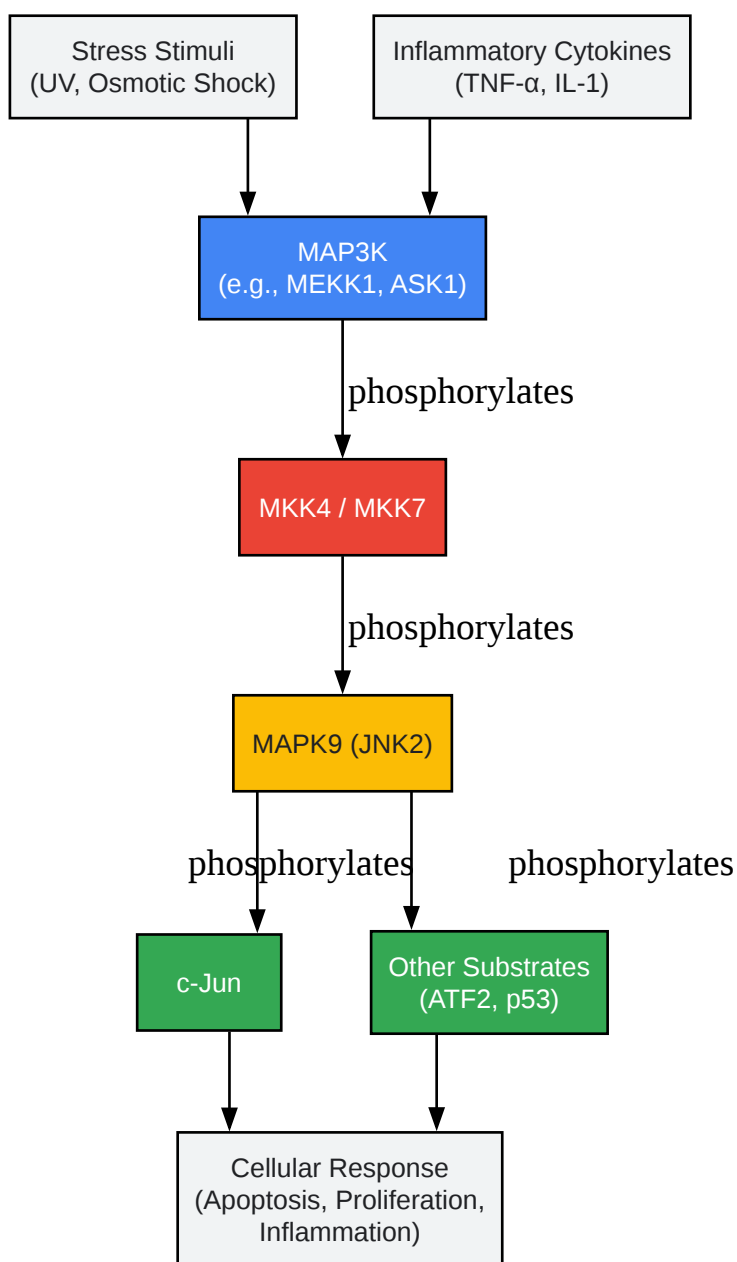 Stress Stimuli
(UV, Osmotic Shock)
Inflammatory Cytokines
(TNF-α, IL-1)
MAP3K
(e.g., MEKK1, ASK1)
phosphorylates
MKK4 / MKK7
phosphorylates
MAPK9 (JNK2)
phosphorylates
phosphorylates
c-Jun
Other Substrates
(ATF2, p53)
Cellular Response
(Apoptosis, Proliferation,
Inflammation)